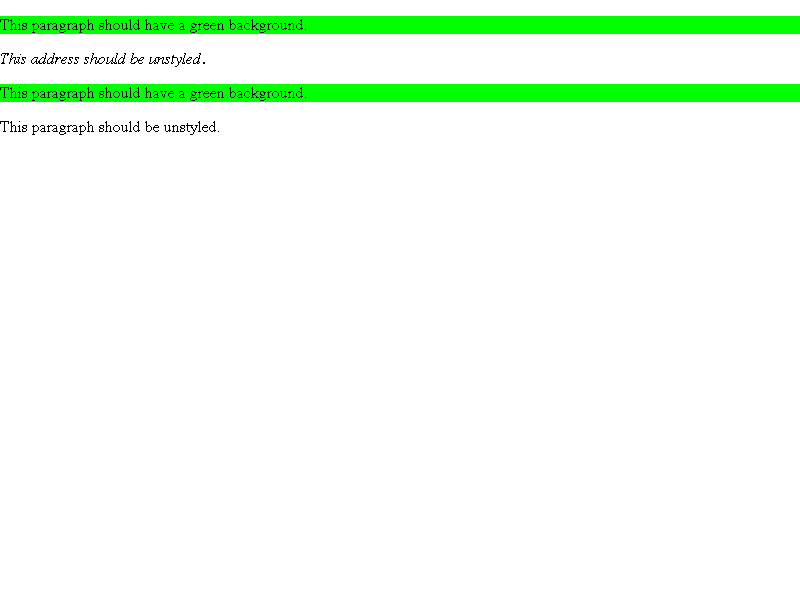 This paragraph should have a green background.
This address should be unstyled.
This paragraph should have a green background.
This paragraph should be unstyled.